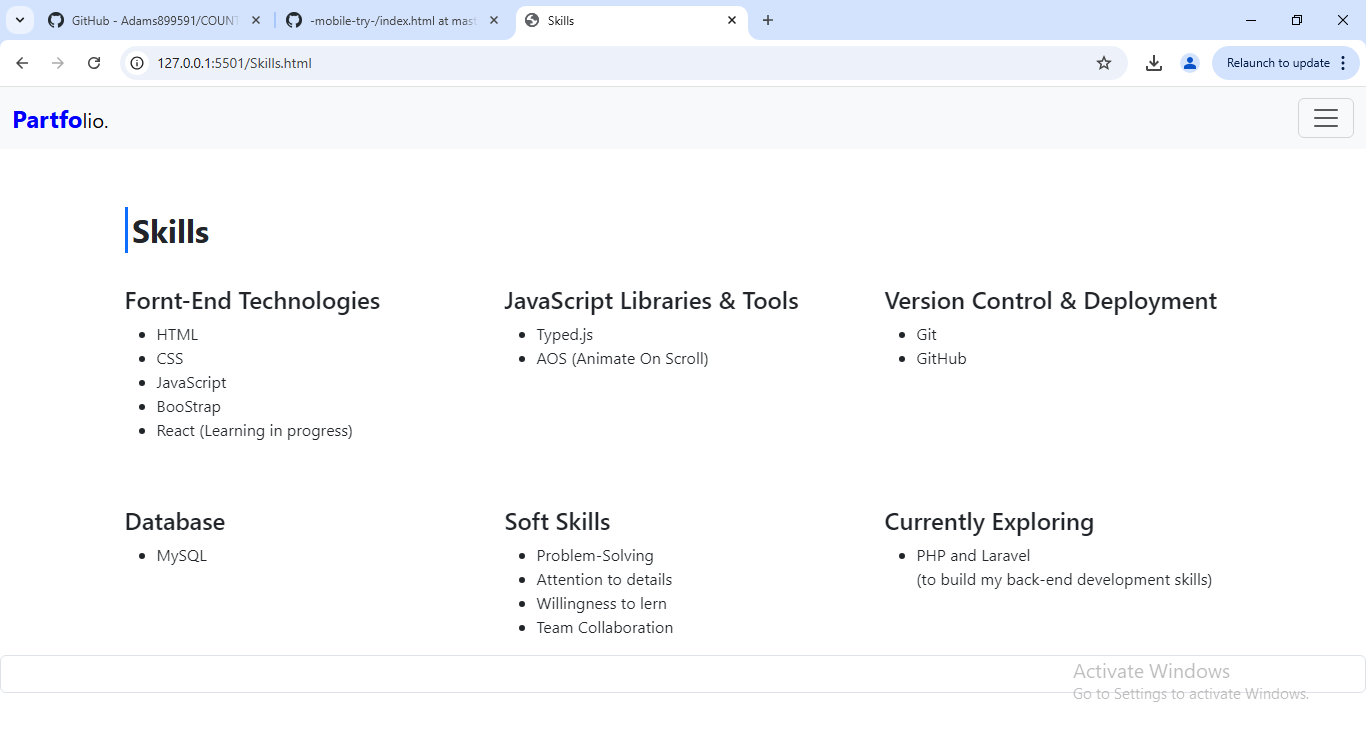 GitHub - Adams899591/COUNT
-mobile-try-/index.html at mast
Skills
127.0.0.1:5501/Skills.html
Relaunch to update
Partfolio.
Skills
Fornt-End Technologies
HTML
CSS
JavaScript
BooStrap
React (Learning in progress)
JavaScript Libraries & Tools
Typed.js
AOS (Animate On Scroll)
Version Control & Deployment
Git
GitHub
Database
MySQL
Soft Skills
Problem-Solving
Attention to details
Willingness to lern
Team Collaboration
Currently Exploring
PHP and Laravel
(to build my back-end development skills)
Activate Windows
Go to Settings to activate Windows.